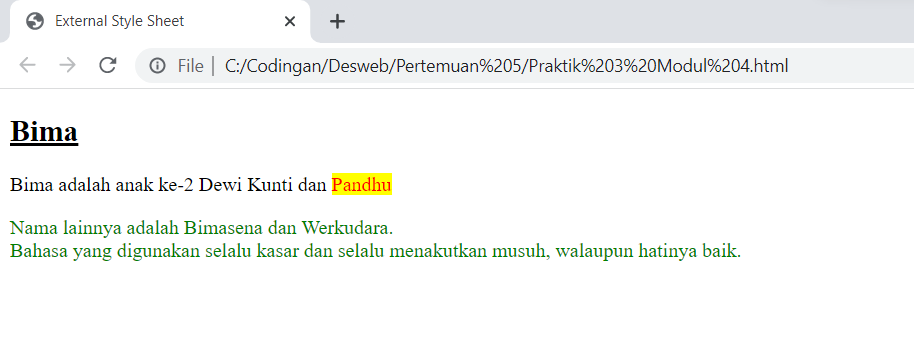 External Style Sheet
File | C:/Codingan/Desweb/Pertemuan%205/Praktik%203%20Modul%204.html
Bima
Bima adalah anak ke-2 Dewi Kunti dan Pandhu
Nama lainnya adalah Bimasena dan Werkudara.
Bahasa yang digunakan selalu kasar dan selalu menakutkan musuh, walaupun hatinya baik.